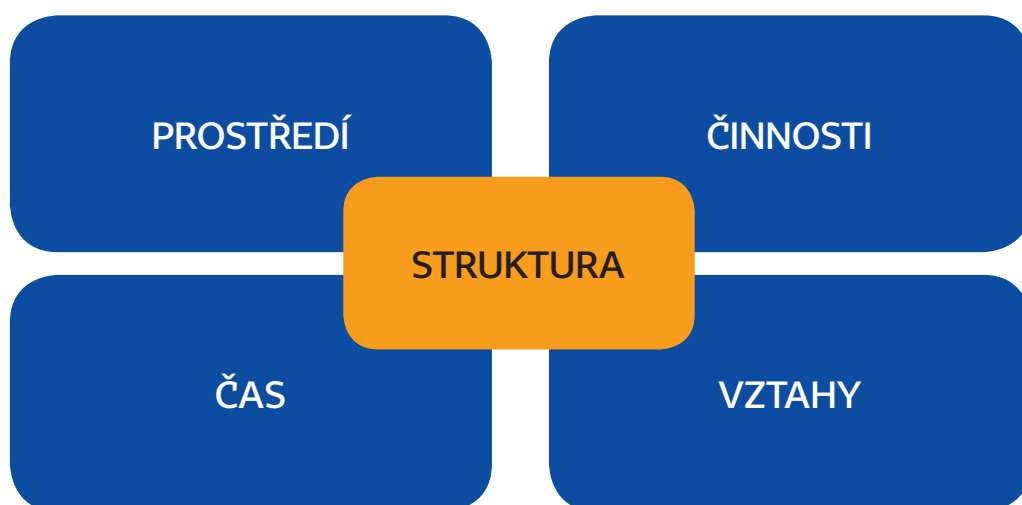 PROSTŘEDÍ
ČINNOSTI
STRUKTURA
ČAS
VZTAHY